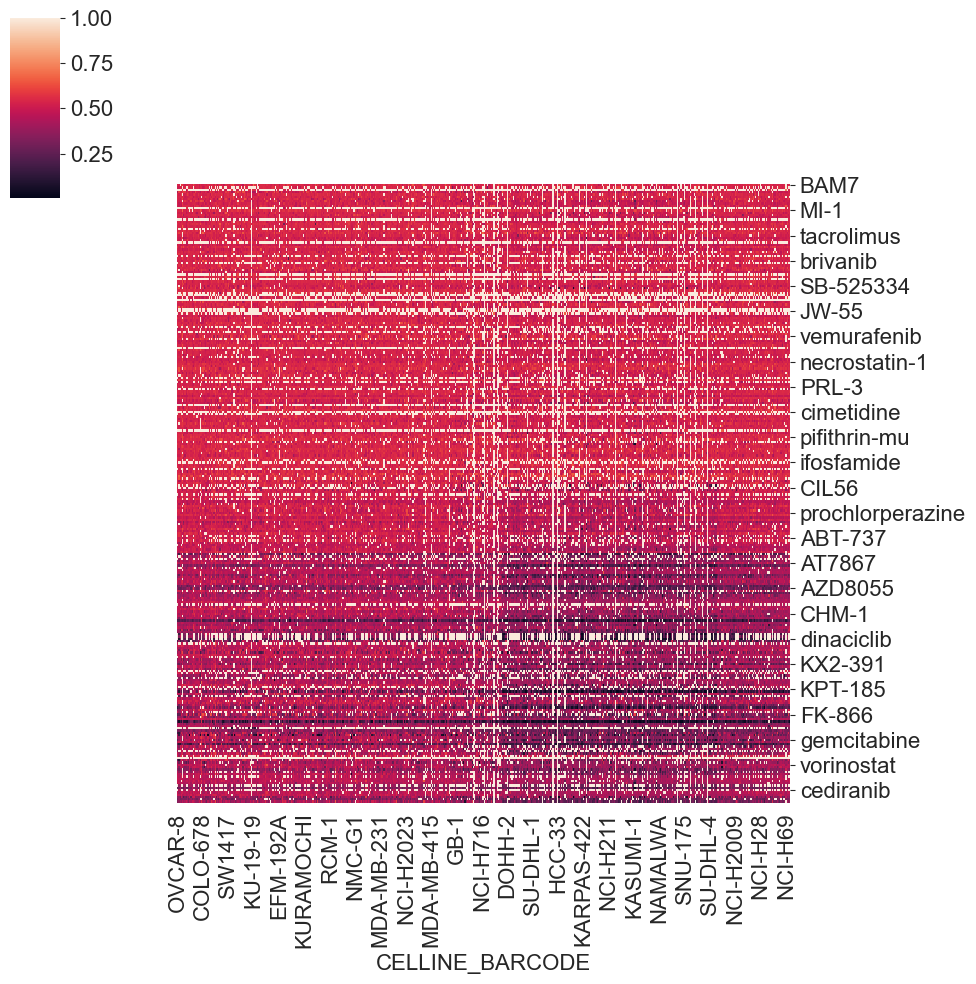 1.00
0.75
0.50
0.25
BAM7
MI-1
tacrolimus
brivanib
SB-525334
JW-55
vemurafenib
necrostatin-1
PRL-3
cimetidine
pifithrin-mu
ifosfamide
CIL56
prochlorperazine
ABT-737
AT7867
AZD8055
CHM-1
dinaciclib
KX2-391
KPT-185
FK-866
gemcitabine
vorinostat
cediranib
OVCAR-8
COLO-678
SW1417
KU-19-19
EFM-192A
KURAMOCHI
RCM-1
NMC-G1
MDA-MB-231
NCI-H2023
MDA-MB-415
GB-1
NCI-H716
DOHH-2
SU-DHL-1
HCC-33
KARPAS-422
NCI-H211
KASUMI-1
NAMALWA
SNU-175
SU-DHL-4
NCI-H2009
NCI-H28
NCI-H69
CELLINE_BARCODE